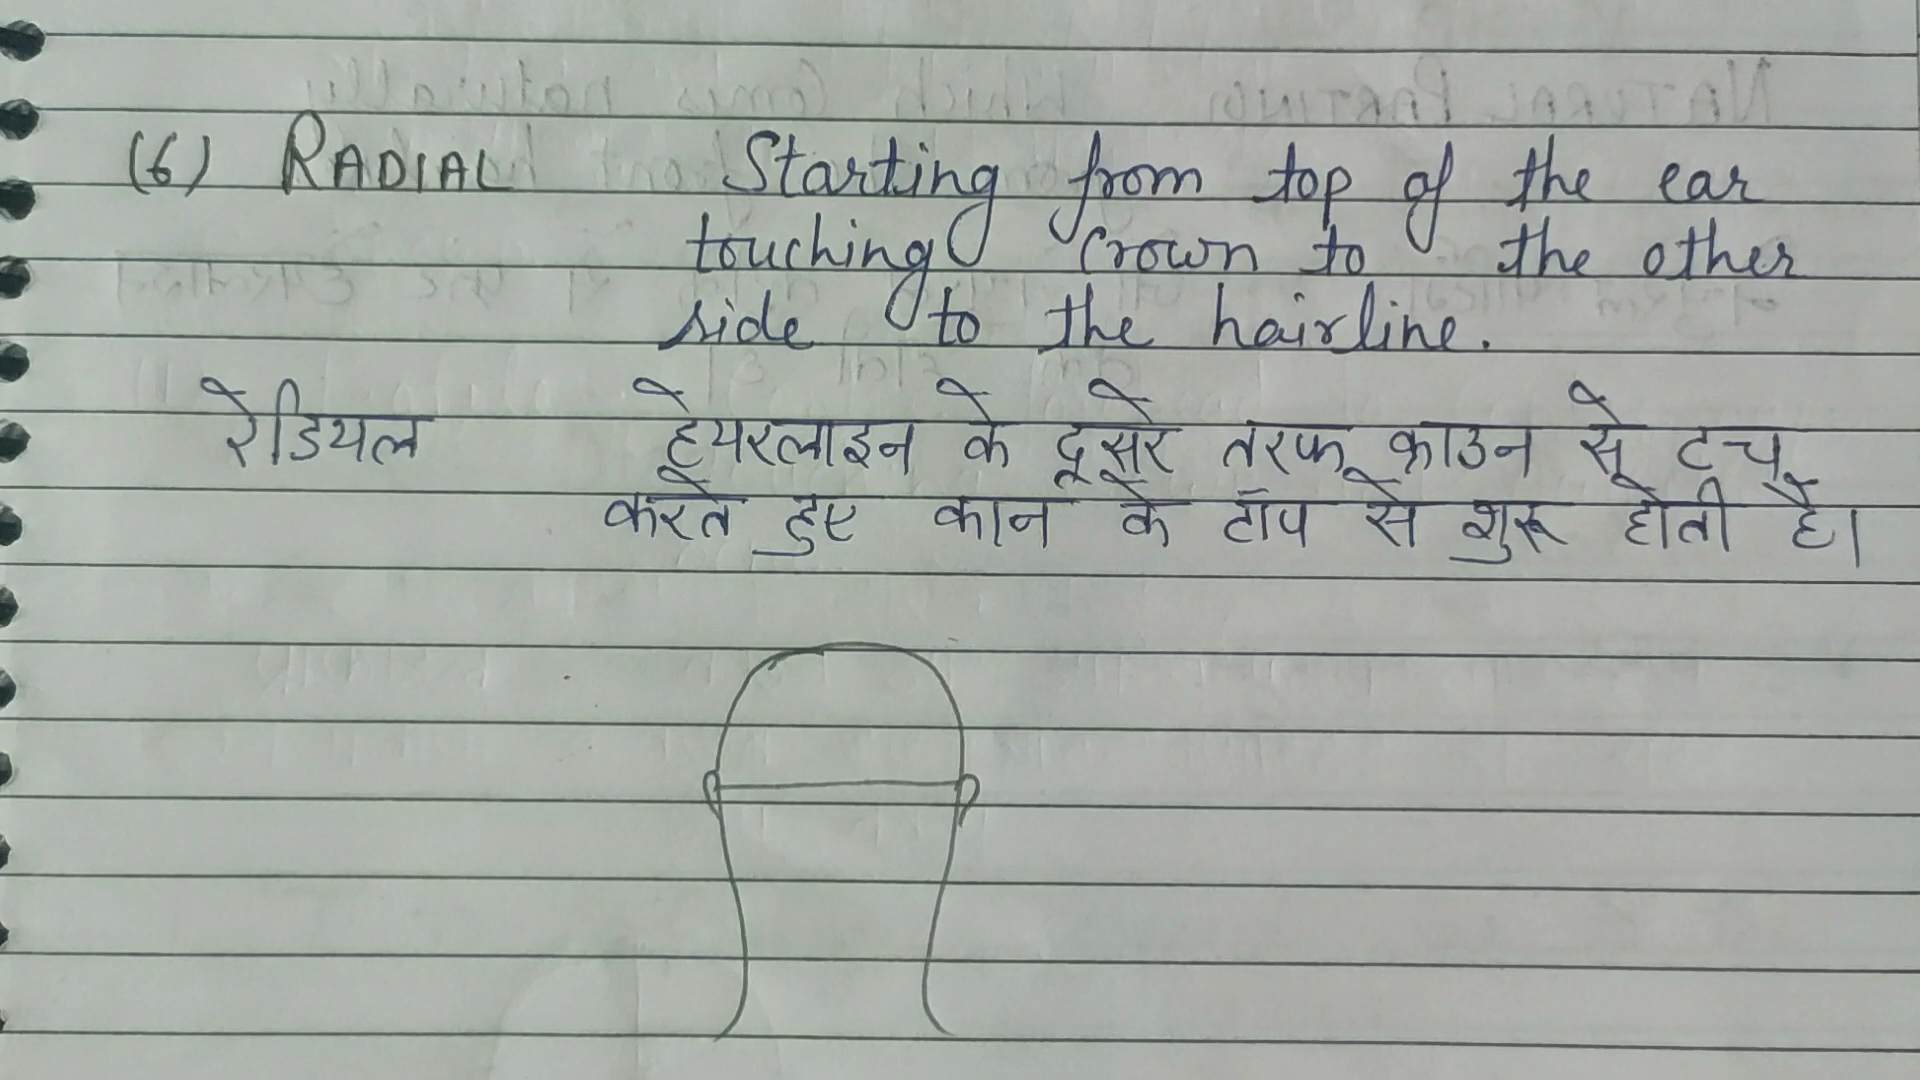 (6) RADIAL Starting from top of the ear
touching Crown to the other
side to the hairline.
रेडियल हेयरलाइन के दूसरे तरफ क्राउन से टच
करते हुए कान के टॉप से शुरू होती है।